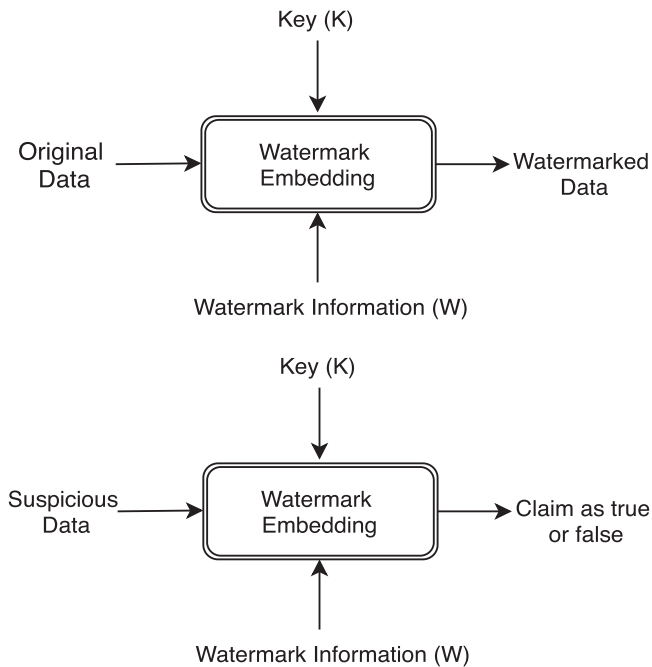 Key (K)
Original
Data
Watermark
Embedding
Watermarked
Data
Watermark Information (W)
Key (K)
Suspicious
Data
Watermark
Embedding
Claim as true
or false
Watermark Information (W)